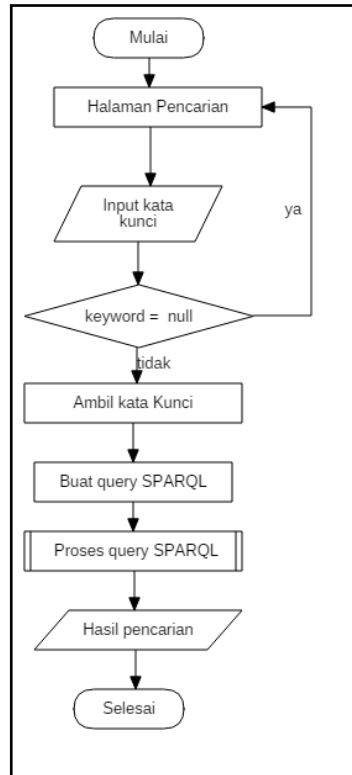 Mulai
Halaman Pencarian
Input kata
kunci
ya
keyword = null
tidak
Ambil kata Kunci
Buat query SPARQL
Proses query SPARQL
Hasil pencarian
Selesai